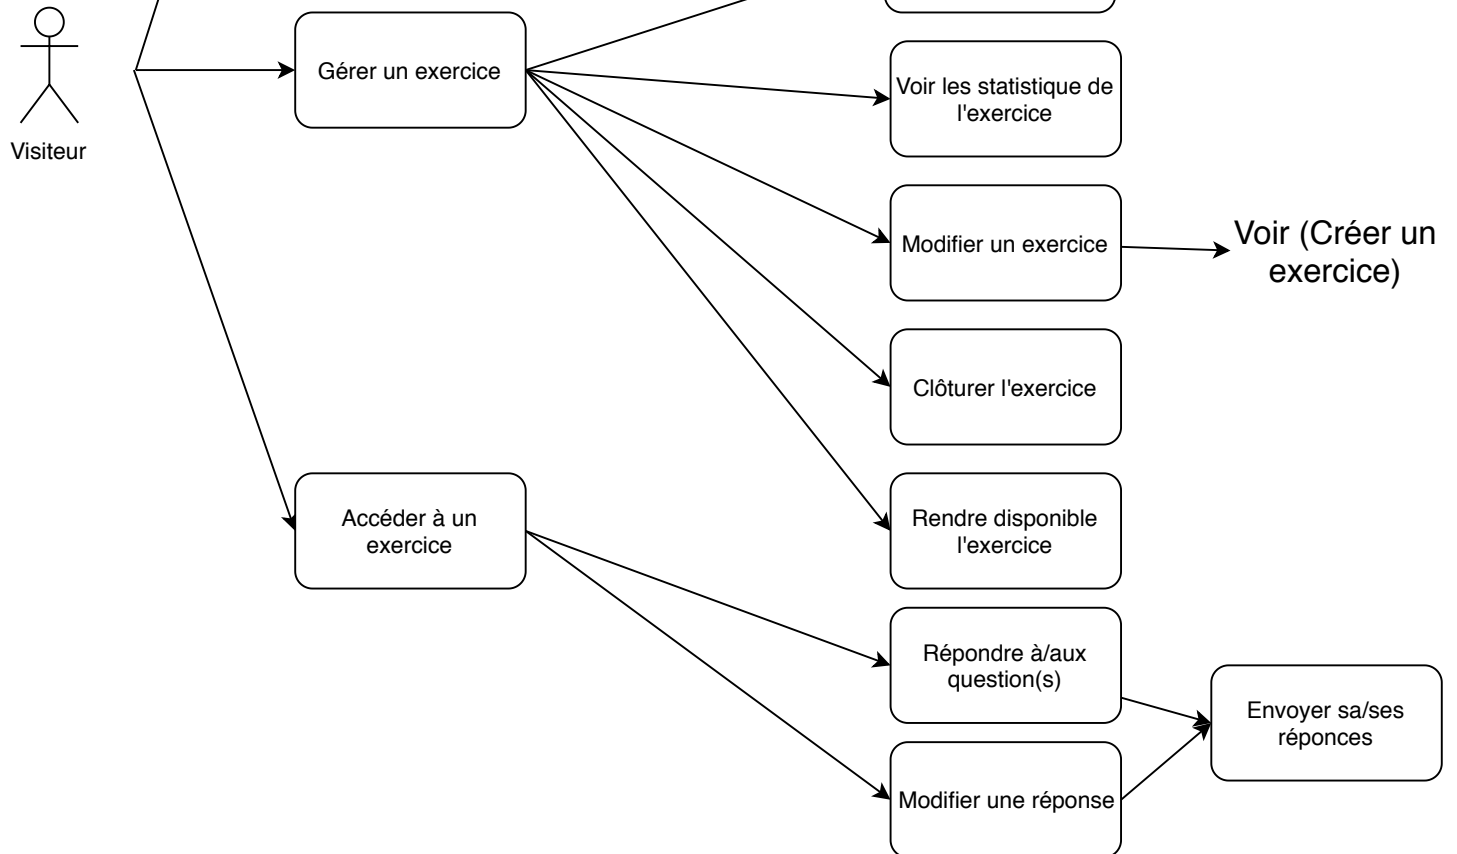 Visiteur
Gérer un exercice
Voir les statistique de
l'exercice
Modifier un exercice
Voir (Créer un
exercice)
Clôturer l'exercice
Accéder à un
exercice
Rendre disponible
l'exercice
Répondre à/aux
question(s)
Envoyer sa/ses
réponces
Modifier une réponse